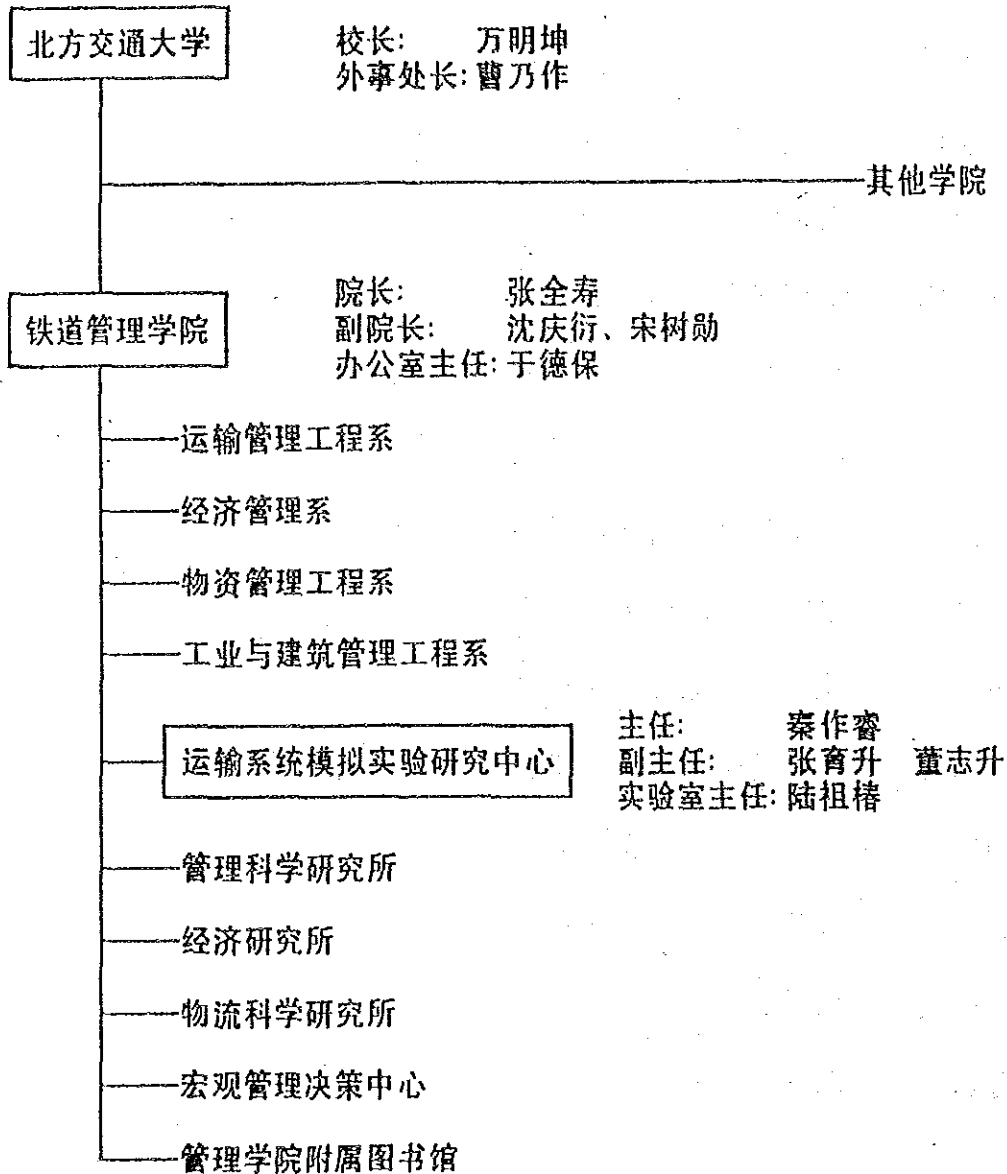 北方交通大学
校长: 万明坤
外事处长: 曹乃作
其他学院
铁道管理学院
院长: 张全寿
副院长: 沈庆衍、宋树勋
办公室主任: 于德保
运输管理工程系
经济管理系
物资管理工程系
工业与建筑管理工程系
运输系统模拟实验研究中心
主任: 秦作睿
副主任: 张育升 董志升
实验室主任: 陆祖椿
管理科学研究所
经济研究所
物流科学研究所
宏观管理决策中心
管理学院附属图书馆